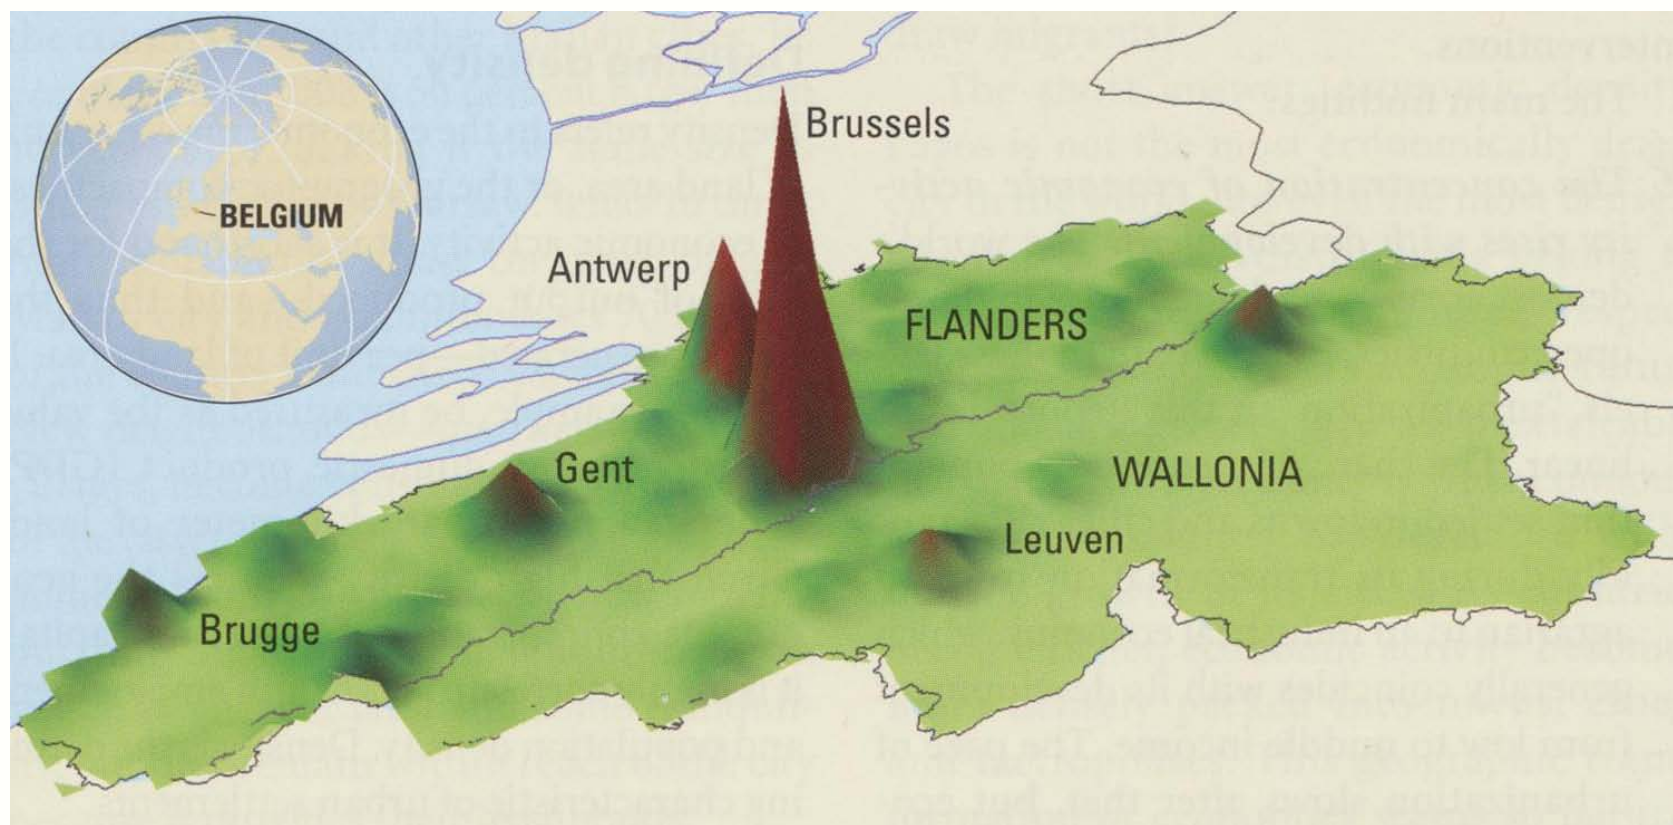 BELGIUM
Brussels
Antwerp
FLANDERS
Gent
WALLONIA
Leuven
Brugge